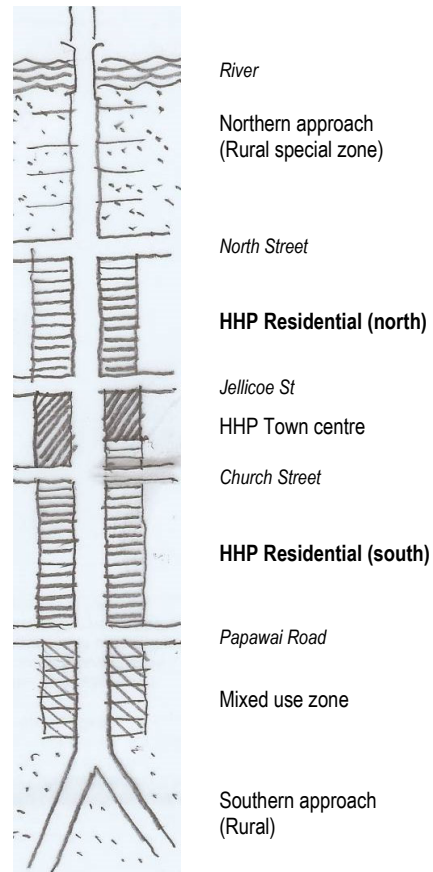 River
Northern approach
(Rural special zone)
North Street
HHP Residential (north)
Jellicoe St
HHP Town centre
Church Street
HHP Residential (south)
Papawai Road
Mixed use zone
Southern approach
(Rural)